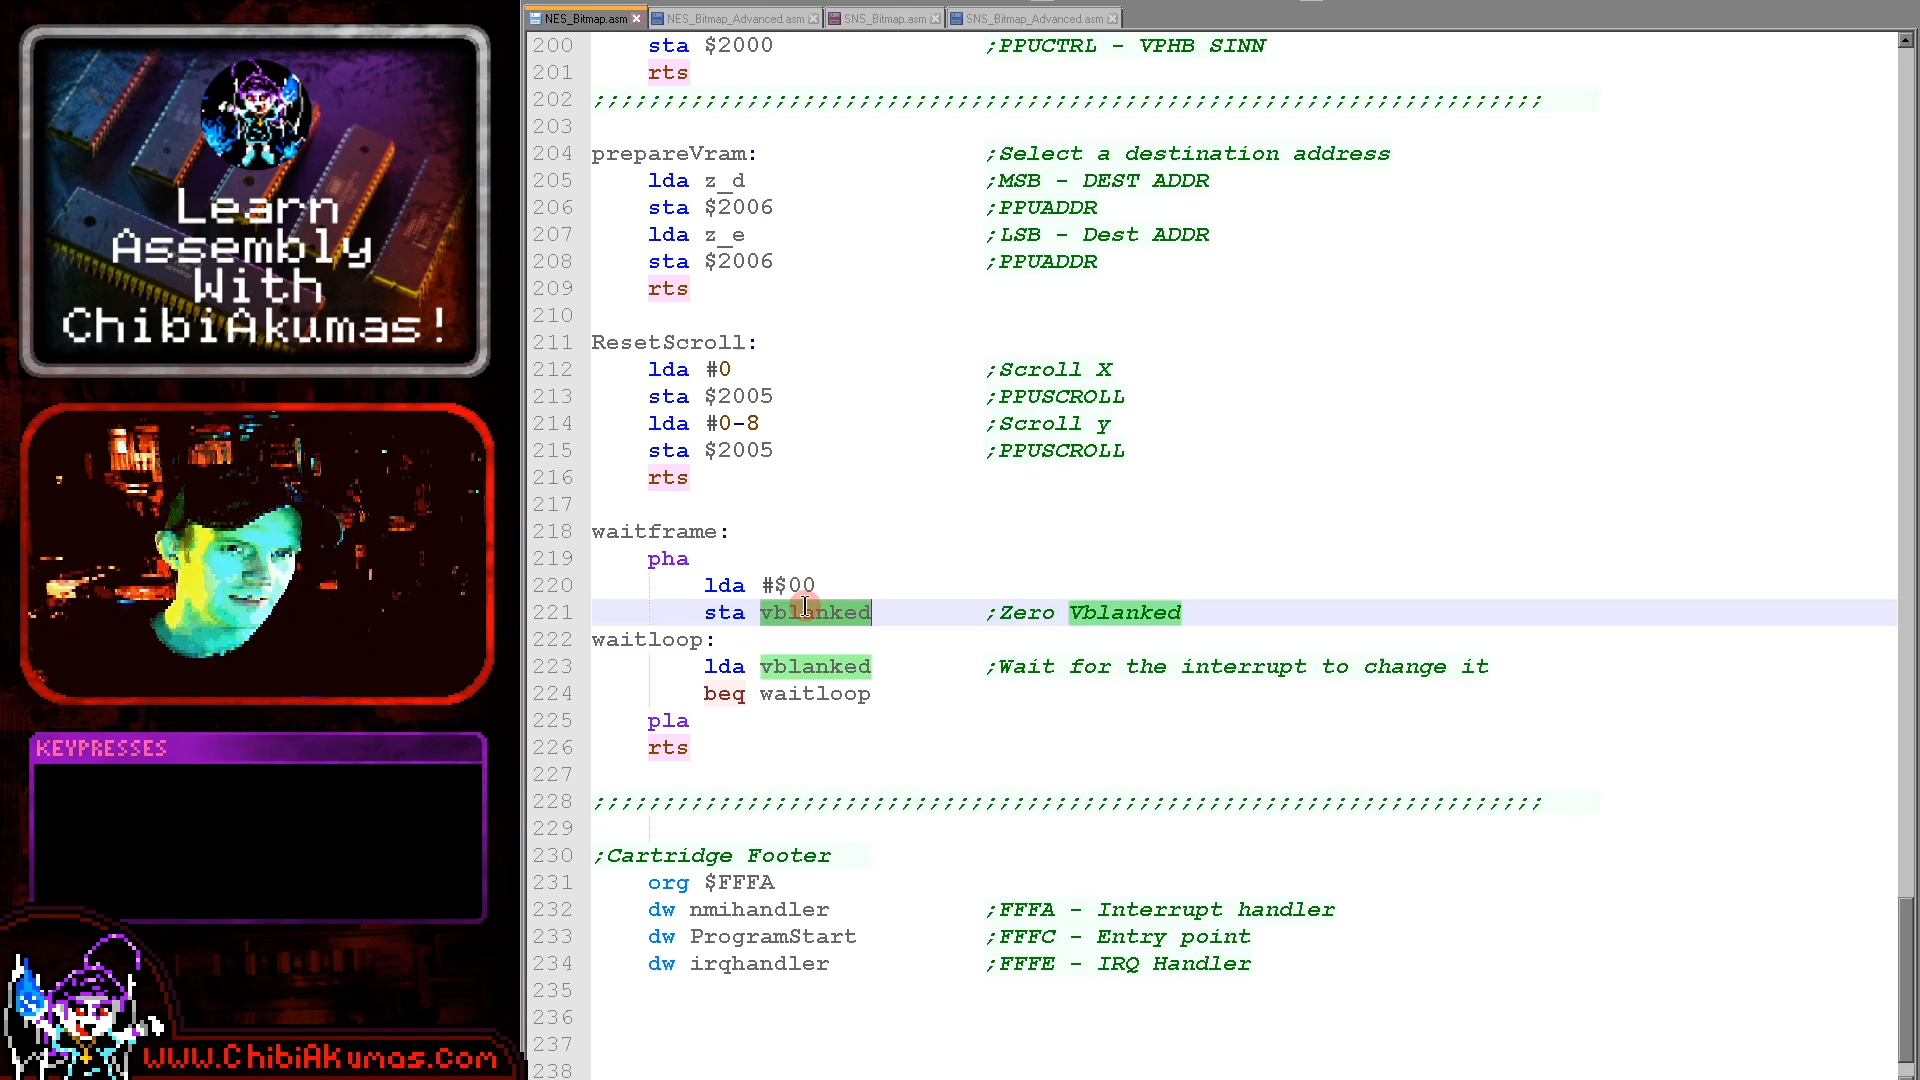 Learn
Assembly
With
ChibiAkumas!
KEYPRESSES
www.ChibiAkumas.com
NES_Bitmap.asm NES_Bitmap_Advanced.asm SNS_Bitmap.asm SNS_Bitmap_Advanced.asm
200 sta $2000 ;PPUCTRL - VPHB SINN
201 rts
202 ;;;;;;;;;;;;;;;;;;;;;;;;;;;;;;;;;;;;;;;;;;;;;;;;;;;;;;;;;;;;;;;;;;;;
203
204 prepareVram: ;Select a destination address
205 lda z_d ;MSB - DEST ADDR
206 sta $2006 ;PPUADDR
207 lda z_e ;LSB - Dest ADDR
208 sta $2006 ;PPUADDR
209 rts
210
211 ResetScroll:
212 lda #0 ;Scroll X
213 sta $2005 ;PPUSCROLL
214 lda #0-8 ;Scroll y
215 sta $2005 ;PPUSCROLL
216 rts
217
218 waitframe:
219 pha
220 lda #$00
221 sta vblanked ;Zero Vblanked
222 waitloop:
223 lda vblanked ;Wait for the interrupt to change it
224 beq waitloop
225 pla
226 rts
227
228 ;;;;;;;;;;;;;;;;;;;;;;;;;;;;;;;;;;;;;;;;;;;;;;;;;;;;;;;;;;;;;;;;;;;;
229
230 ;Cartridge Footer
231 org $FFFA
232 dw nmihandler ;FFFA - Interrupt handler
233 dw ProgramStart ;FFFC - Entry point
234 dw irqhandler ;FFFE - IRQ Handler
235
236
237
238